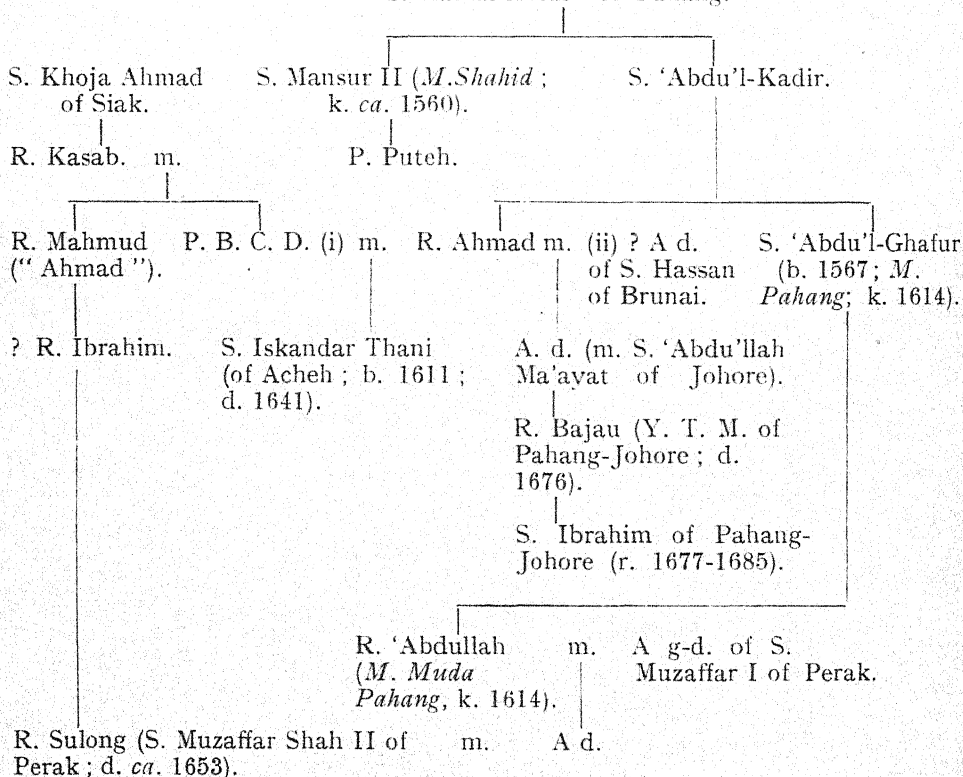 S. Khoja Ahmad
of Siak.
S. Mansur II (M.Shahid ;
k. ca. 1560).
S. ‘Abdu’l-Kadir.
R. Kasab. m.
P. Puteh.
R. Mahmud
(“ Ahmad ”).
P. B. C. D. (i) m.
R. Ahmad m.
(ii) ? A d.
of S. Hassan
of Brunai.
S. ‘Abdu’l-Ghafur
(b. 1567; M.
Pahang; k. 1614).
? R. Ibrahim.
S. Iskandar Thani
(of Acheh ; b. 1611 ;
d. 1641).
A. d. (m. S. ‘Abdu’llah
Ma’ayat of Johore).
R. Bajau (Y. T. M. of
Pahang-Johore ; d.
1676).
S. Ibrahim of Pahang-
Johore (r. 1677-1685).
R. ‘Abdullah
(M. Muda
Pahang, k. 1614).
m.
A g-d. of S.
Muzaffar I of Perak.
R. Sulong (S. Muzaffar Shah II of
Perak ; d. ca. 1653).
m.
A d.